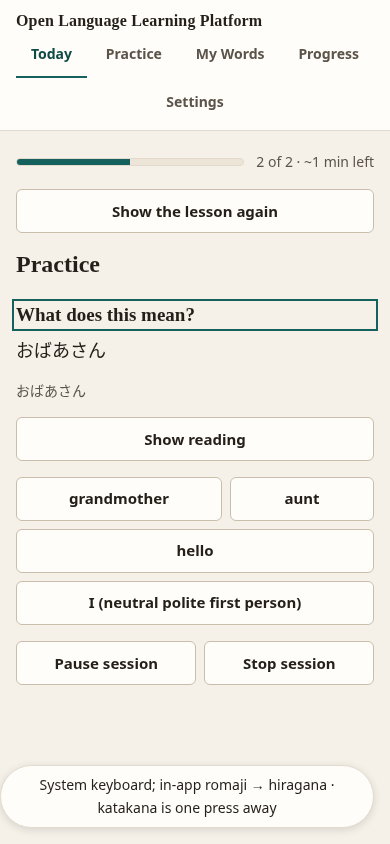 Open Language Learning Platform
Today Practice My Words Progress
Settings
2 of 2 · ~1 min left
Show the lesson again
Practice
What does this mean?
おばあさん
おばあさん
Show reading
grandmother aunt
hello
I (neutral polite first person)
Pause session Stop session
System keyboard; in-app romaji → hiragana ·
katakana is one press away